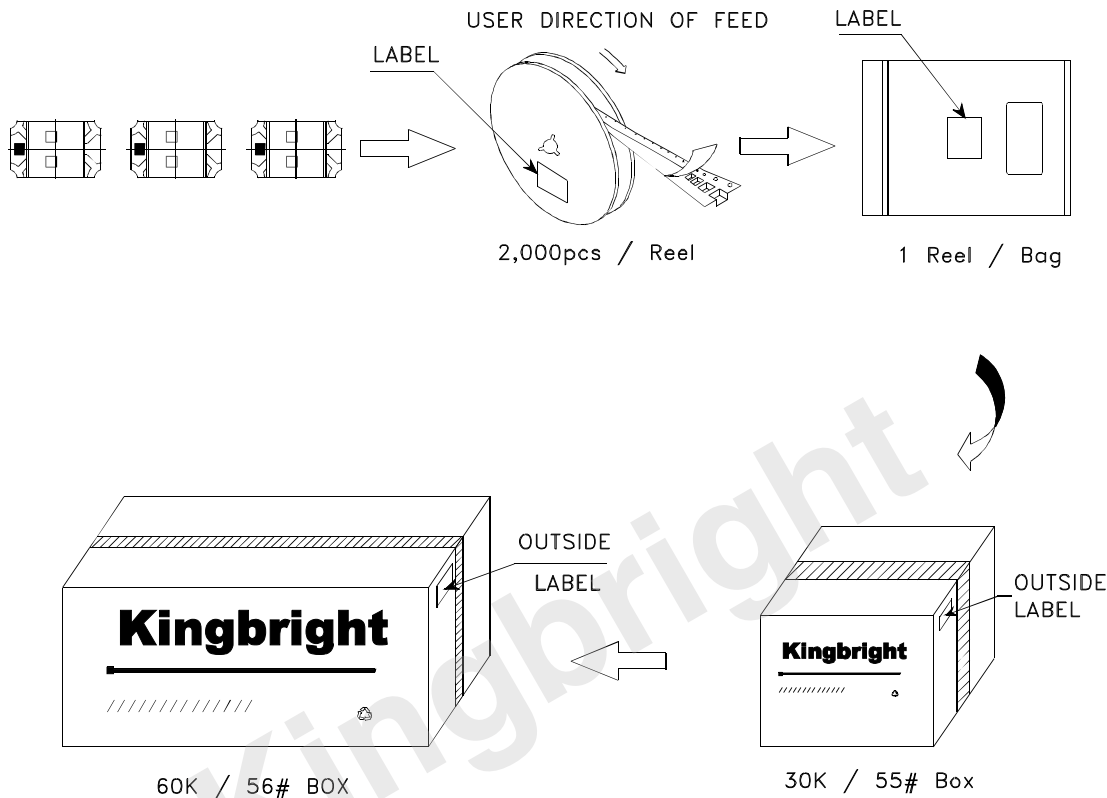 USER DIRECTION OF FEED
LABEL
LABEL
2,000pcs / Reel
1 Reel / Bag
OUTSIDE
LABEL
Kingbright
60K / 56# BOX
OUTSIDE
LABEL
Kingbright
30K / 55# Box
Kingbright